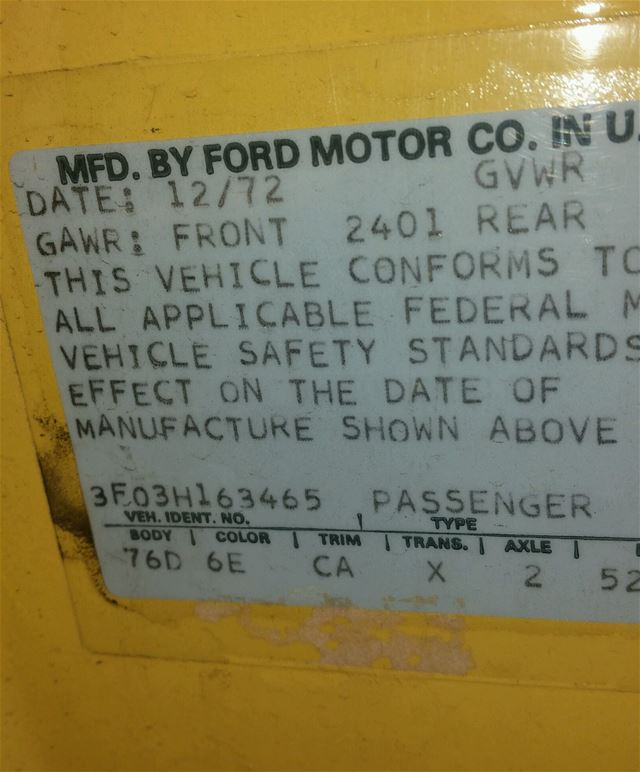 MFD. BY FORD MOTOR CO. IN U.
DATE: 12/72 GVWR
GAWR: FRONT 2401 REAR
THIS VEHICLE CONFORMS TO
ALL APPLICABLE FEDERAL M
VEHICLE SAFETY STANDARDS
EFFECT ON THE DATE OF
MANUFACTURE SHOWN ABOVE
3F03H163465 PASSENGER
VEH. IDENT. NO. | TYPE
BODY | COLOR | TRIM | TRANS. | AXLE |
76D 6E CA X 2 52